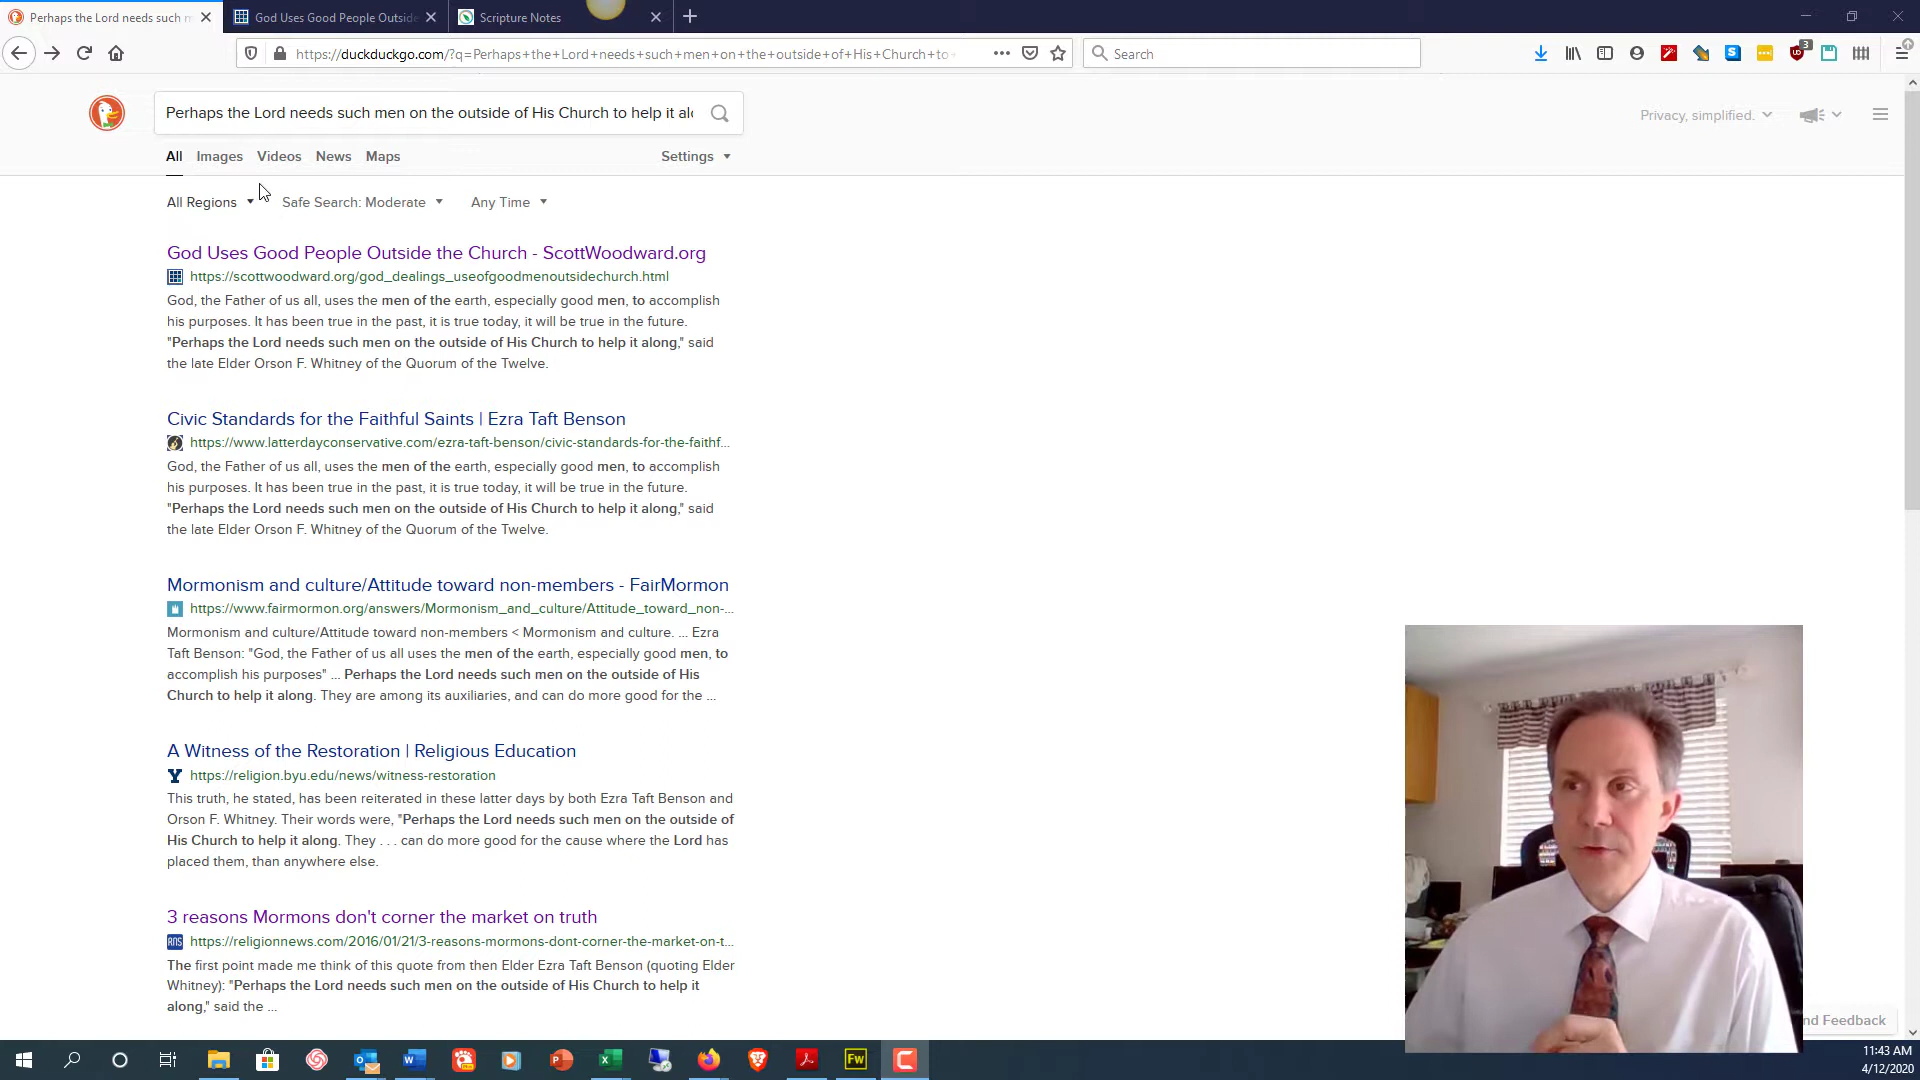 Perhaps the Lord needs such m
God Uses Good People Outside
Scripture Notes
https://duckduckgo.com/?q=Perhaps+the+Lord+needs+such+men+on+the+outside+of+His+Church+to+
Search
3
Perhaps the Lord needs such men on the outside of His Church to help it alo
Privacy, simplified.
All Images Videos News Maps Settings
All Regions Safe Search: Moderate Any Time
God Uses Good People Outside the Church - ScottWoodward.org
https://scottwoodward.org/god_dealings_useofgoodmenoutsidechurch.html
God, the Father of us all, uses the men of the earth, especially good men, to accomplish
his purposes. It has been true in the past, it is true today, it will be true in the future.
"Perhaps the Lord needs such men on the outside of His Church to help it along," said
the late Elder Orson F. Whitney of the Quorum of the Twelve.
Civic Standards for the Faithful Saints | Ezra Taft Benson
https://www.latterdayconservative.com/ezra-taft-benson/civic-standards-for-the-faithf...
God, the Father of us all, uses the men of the earth, especially good men, to accomplish
his purposes. It has been true in the past, it is true today, it will be true in the future.
"Perhaps the Lord needs such men on the outside of His Church to help it along," said
the late Elder Orson F. Whitney of the Quorum of the Twelve.
Mormonism and culture/Attitude toward non-members - FairMormon
https://www.fairmormon.org/answers/Mormonism_and_culture/Attitude_toward_non-...
Mormonism and culture/Attitude toward non-members < Mormonism and culture. ... Ezra
Taft Benson: "God, the Father of us all uses the men of the earth, especially good men, to
accomplish his purposes" ... Perhaps the Lord needs such men on the outside of His
Church to help it along. They are among its auxiliaries, and can do more good for the ...
A Witness of the Restoration | Religious Education
Y
https://religion.byu.edu/news/witness-restoration
This truth, he stated, has been reiterated in these latter days by both Ezra Taft Benson and
Orson F. Whitney. Their words were, "Perhaps the Lord needs such men on the outside of
His Church to help it along. They . . . can do more good for the cause where the Lord has
placed them, than anywhere else.
3 reasons Mormons don't corner the market on truth
RNS
https://religionnews.com/2016/01/21/3-reasons-mormons-dont-corner-the-market-on-t...
The first point made me think of this quote from then Elder Ezra Taft Benson (quoting Elder
Whitney): "Perhaps the Lord needs such men on the outside of His Church to help it
along," said the ...
nd Feedback
Fw
11:43 AM
4/12/2020